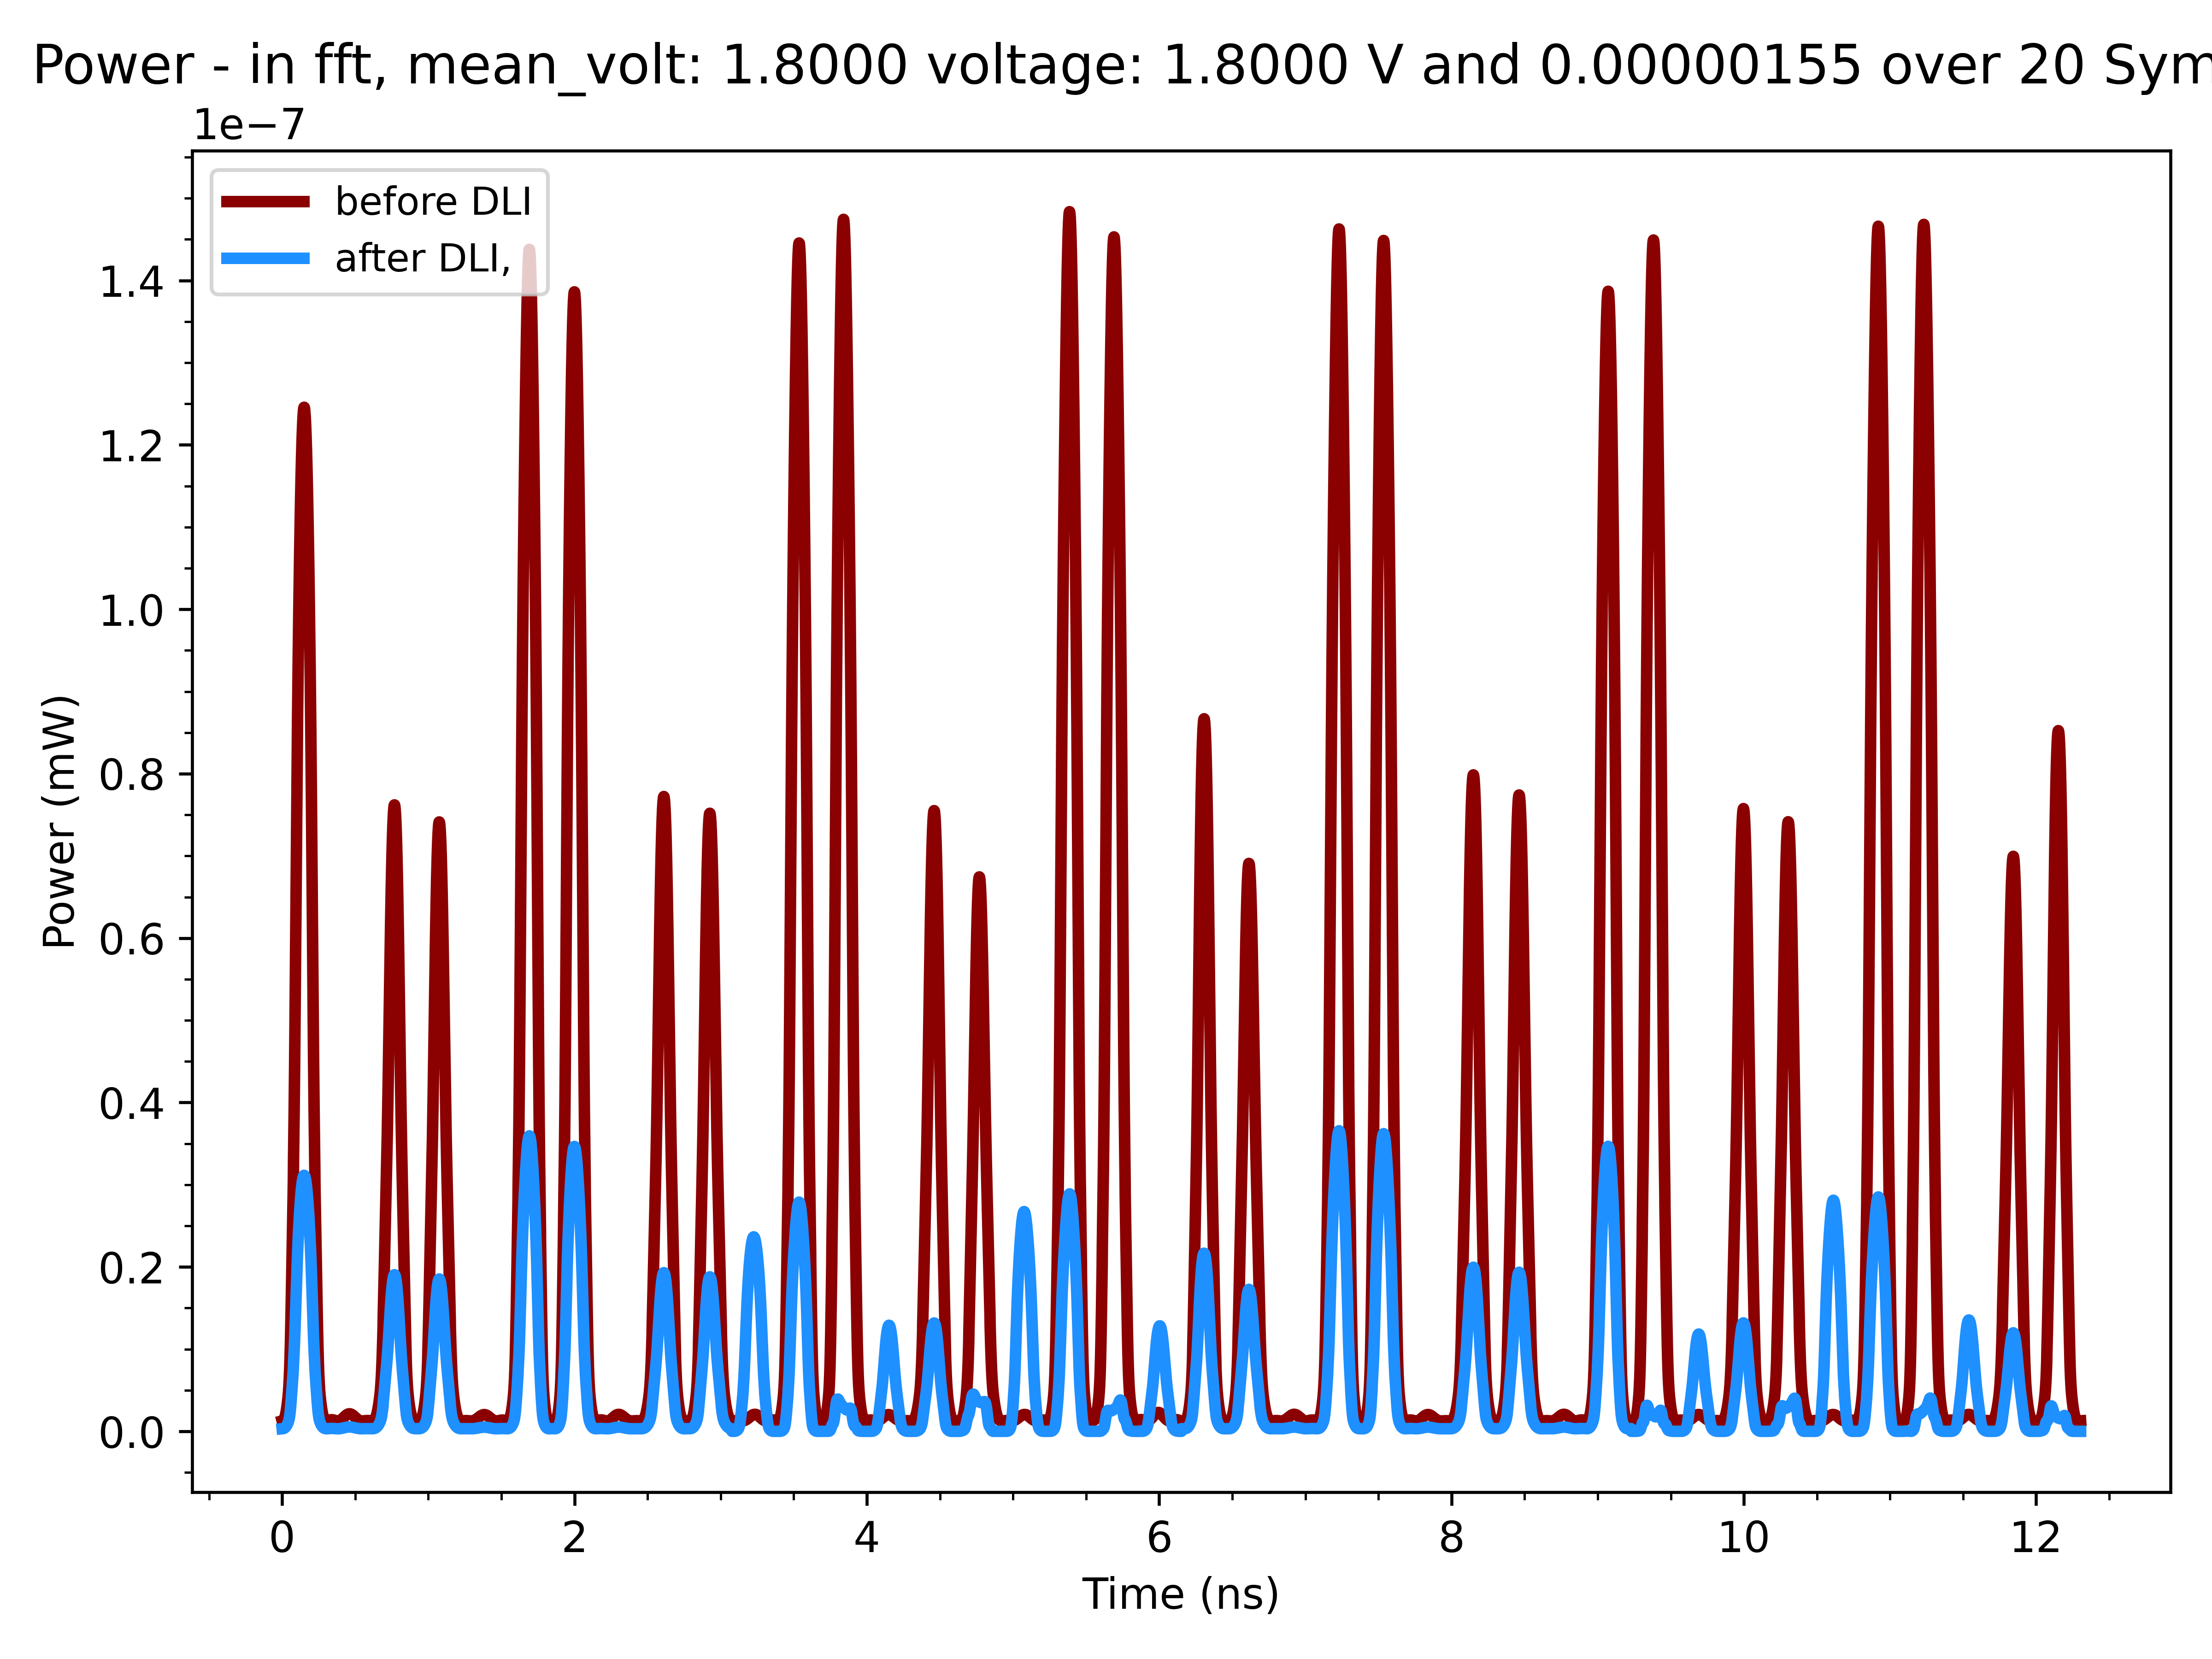 Power - in fft, mean_volt: 1.8000 voltage: 1.8000 V and 0.00000155 over 20 Sym
1e−7
before DLI
after DLI,
1.4
1.2
1.0
0.8
0.6
0.4
0.2
0.0
Power (mW)
0 2 4 6 8 10 12
Time (ns)